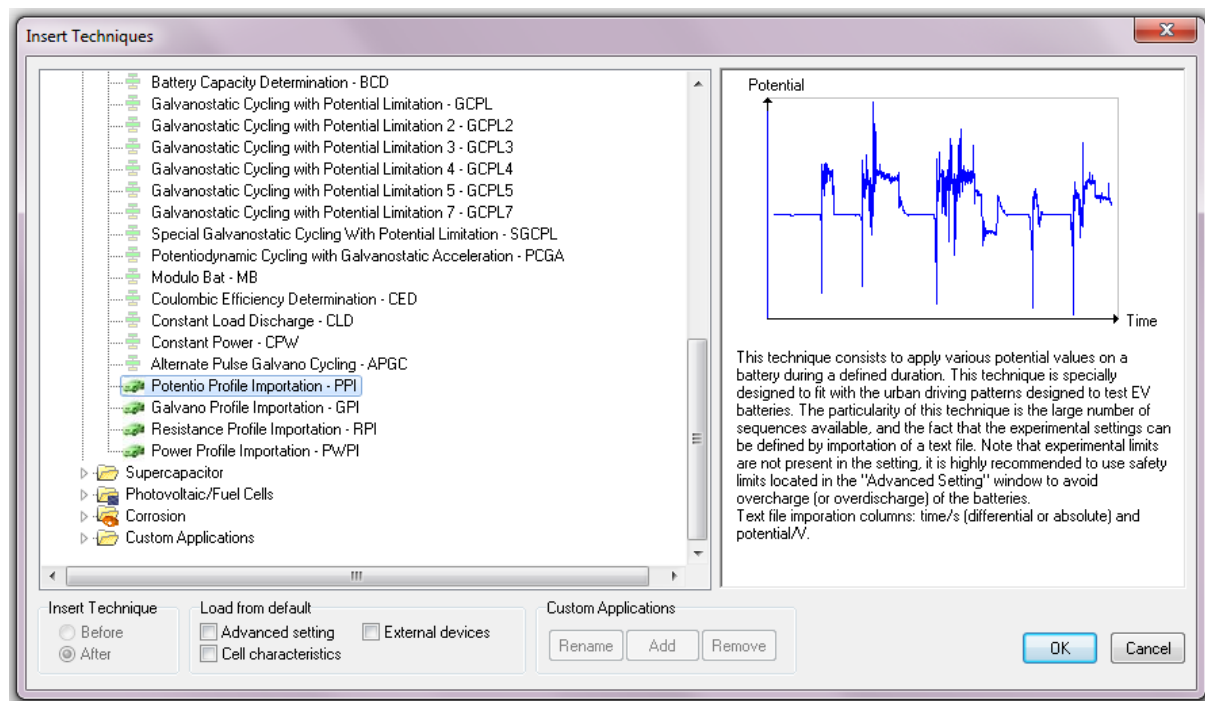 Insert Techniques
Battery Capacity Determination - BCD
Galvanostatic Cycling with Potential Limitation - GCPL
Galvanostatic Cycling with Potential Limitation 2 - GCPL2
Galvanostatic Cycling with Potential Limitation 3 - GCPL3
Galvanostatic Cycling with Potential Limitation 4 - GCPL4
Galvanostatic Cycling with Potential Limitation 5 - GCPL5
Galvanostatic Cycling with Potential Limitation 7 - GCPL7
Special Galvanostatic Cycling With Potential Limitation - SGCPL
Potentiodynamic Cycling with Galvanostatic Acceleration - PCGA
Modulo Bat - MB
Coulombic Efficiency Determination - CED
Constant Load Discharge - CLD
Constant Power - CPW
Alternate Pulse Galvano Cycling - APGC
Potentio Profile Importation - PPI
Galvano Profile Importation - GPI
Resistance Profile Importation - RPI
Power Profile Importation - PWPI
Supercapacitor
Photovoltaic/Fuel Cells
Corrosion
Custom Applications
Potential
Time
This technique consists to apply various potential values on a
battery during a defined duration. This technique is specially
designed to fit with the urban driving patterns designed to test EV
batteries. The particularity of this technique is the large number of
sequences available, and the fact that the experimental settings can
be defined by importation of a text file. Note that experimental limits
are not present in the setting, it is highly recommended to use safety
limits located in the "Advanced Setting" window to avoid
overcharge (or overdischarge) of the batteries.
Text file imporation columns: time/s (differential or absolute) and
potential/V.
Insert Technique
Before
After
Load from default
Advanced setting
External devices
Cell characteristics
Custom Applications
Rename
Add
Remove
OK
Cancel